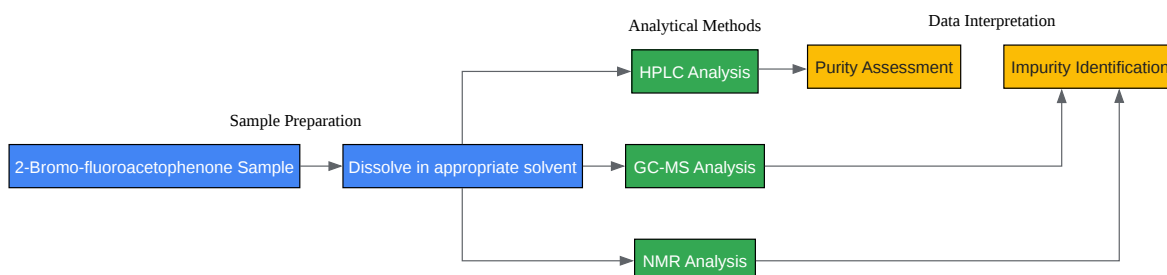 Analytical Methods
Data Interpretation
HPLC Analysis
Purity Assessment
Impurity Identification
Sample Preparation
2-Bromo-fluoroacetophenone Sample
Dissolve in appropriate solvent
GC-MS Analysis
NMR Analysis